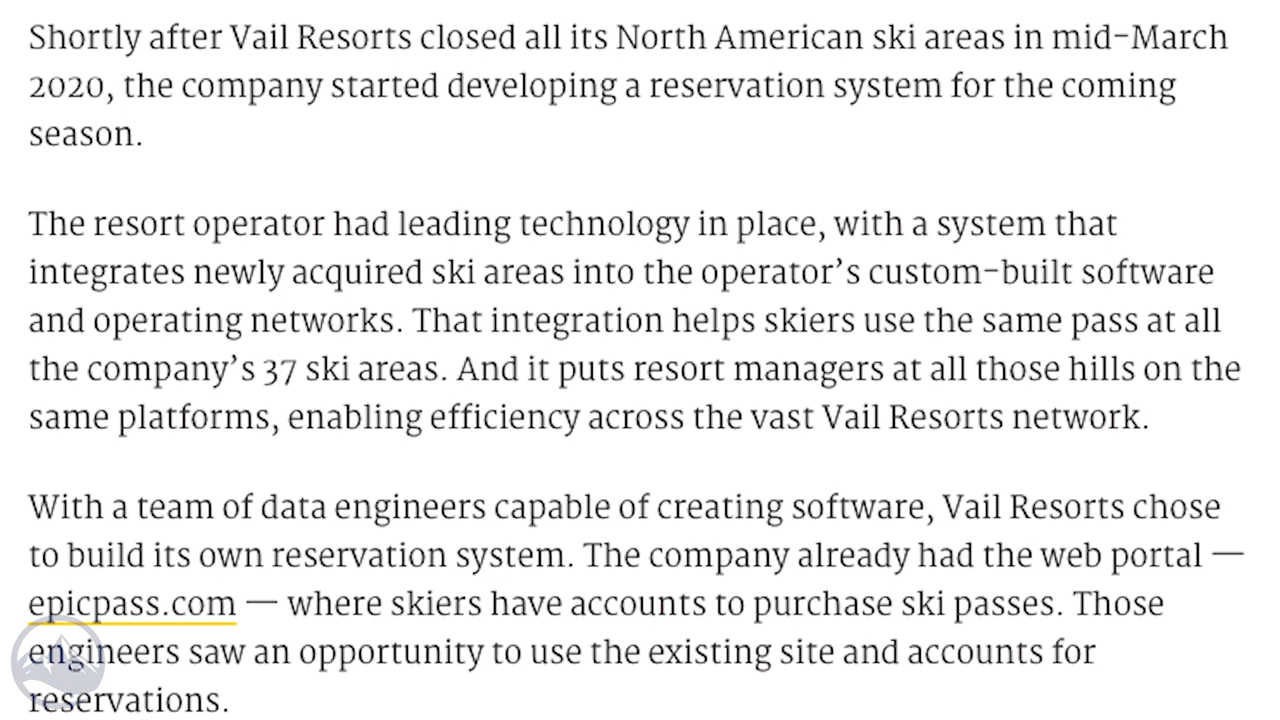 Shortly after Vail Resorts closed all its North American ski areas in mid-March
2020, the company started developing a reservation system for the coming
season.
The resort operator had leading technology in place, with a system that
integrates newly acquired ski areas into the operator’s custom-built software
and operating networks. That integration helps skiers use the same pass at all
the company’s 37 ski areas. And it puts resort managers at all those hills on the
same platforms, enabling efficiency across the vast Vail Resorts network.
With a team of data engineers capable of creating software, Vail Resorts chose
to build its own reservation system. The company already had the web portal —
epicpass.com — where skiers have accounts to purchase ski passes. Those
engineers saw an opportunity to use the existing site and accounts for
reservations.